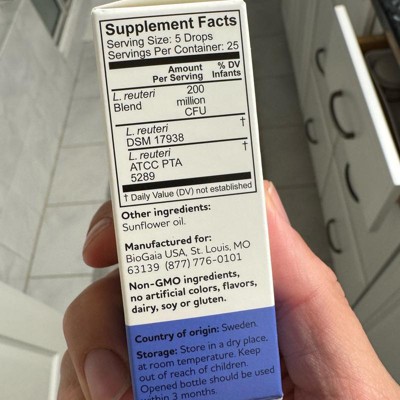 Supplement Facts
Serving Size: 5 Drops
Servings Per Container: 25
Amount Per Serving
% DV Infants
L. reuteri Blend
200 million CFU
L. reuteri DSM 17938
†
L. reuteri ATCC PTA 5289
†
† Daily Value (DV) not established
Other ingredients:
Sunflower oil.
Manufactured for:
BioGaia USA, St. Louis, MO
63139 (877) 776-0101
Non-GMO ingredients,
no artificial colors, flavors,
dairy, soy or gluten.
Country of origin: Sweden.
Storage: Store in a dry place,
at room temperature. Keep
out of reach of children.
Opened bottle should be used
within 3 months.